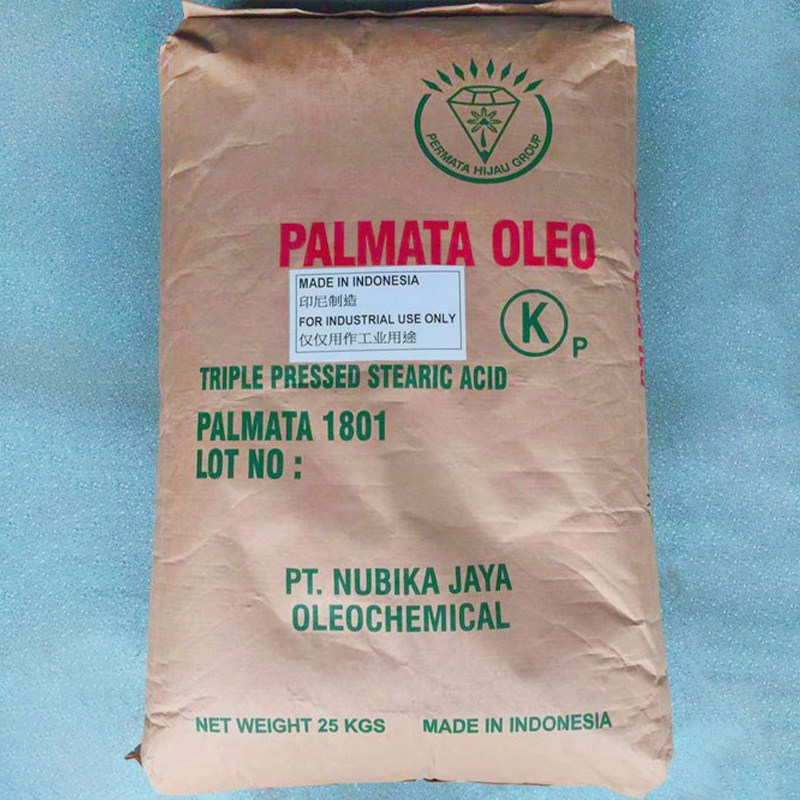 PERMATA HIJAU GROUP
PALMATA OLEO
MADE IN INDONESIA
印尼制造
FOR INDUSTRIAL USE ONLY
仅仅用作工业用途
K
P
TRIPLE PRESSED STEARIC ACID
PALMATA 1801
LOT NO :
PT. NUBIKA JAYA
OLEOCHEMICAL
NET WEIGHT 25 KGS MADE IN INDONESIA